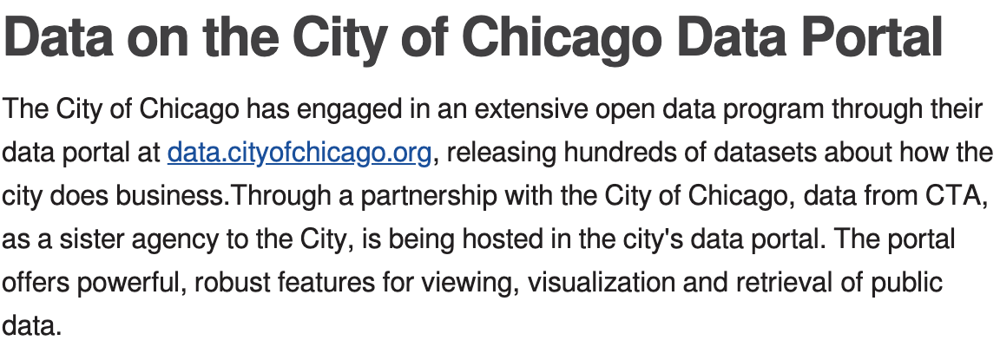 Data on the City of Chicago Data Portal
The City of Chicago has engaged in an extensive open data program through their
data portal at data.cityofchicago.org, releasing hundreds of datasets about how the
city does business.Through a partnership with the City of Chicago, data from CTA,
as a sister agency to the City, is being hosted in the city's data portal. The portal
offers powerful, robust features for viewing, visualization and retrieval of public
data.